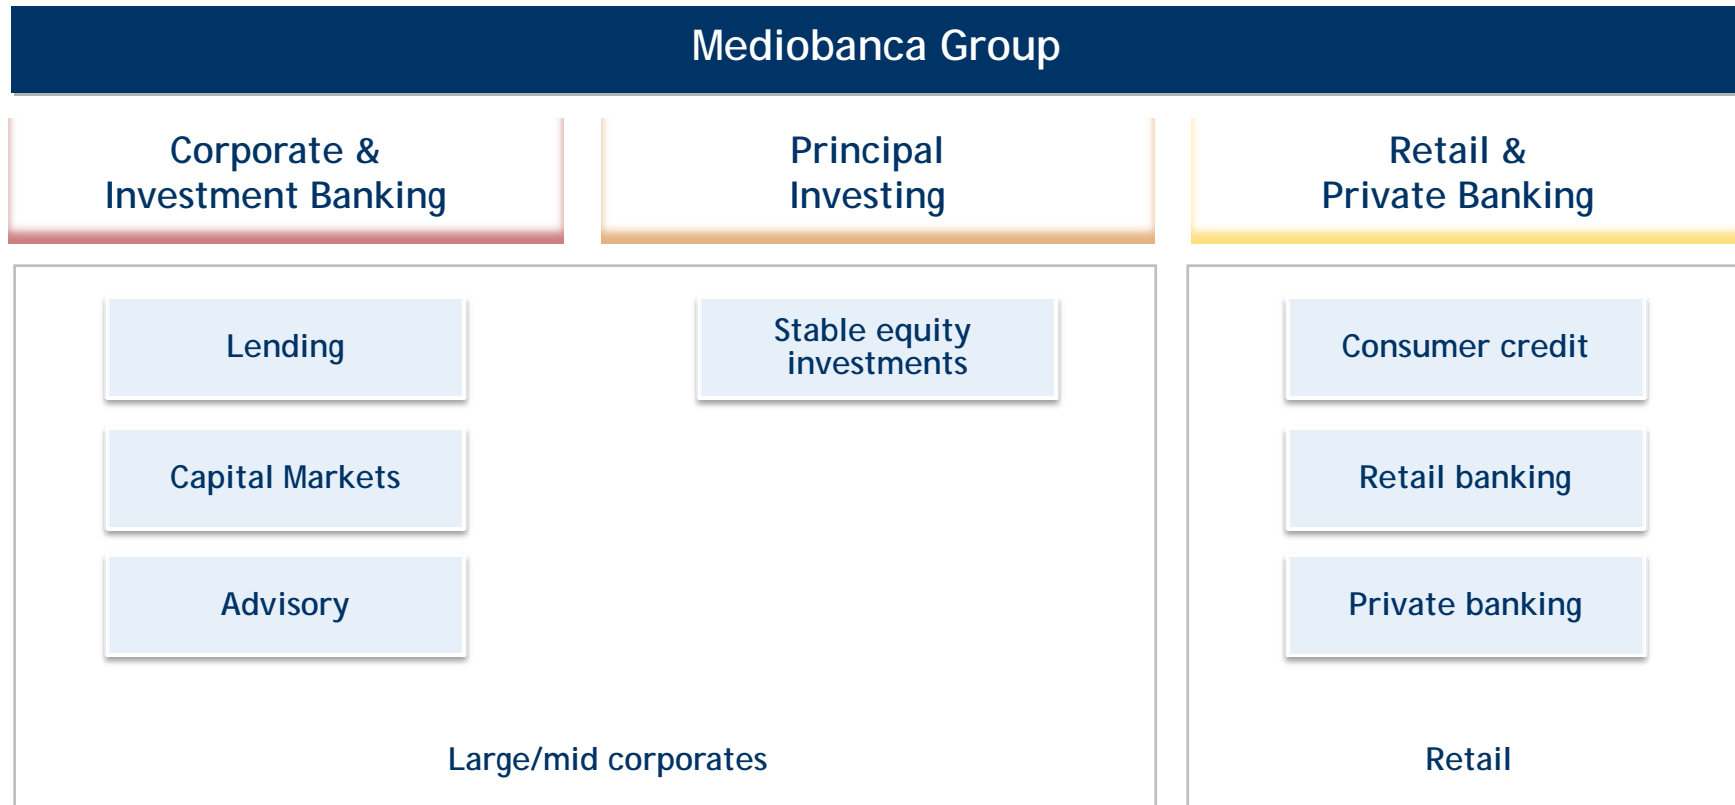 Mediobanca Group
Corporate &
Investment Banking
Principal
Investing
Retail &
Private Banking
Lending
Stable equity
investments
Consumer credit
Capital Markets
Retail banking
Advisory
Private banking
Large/mid corporates
Retail